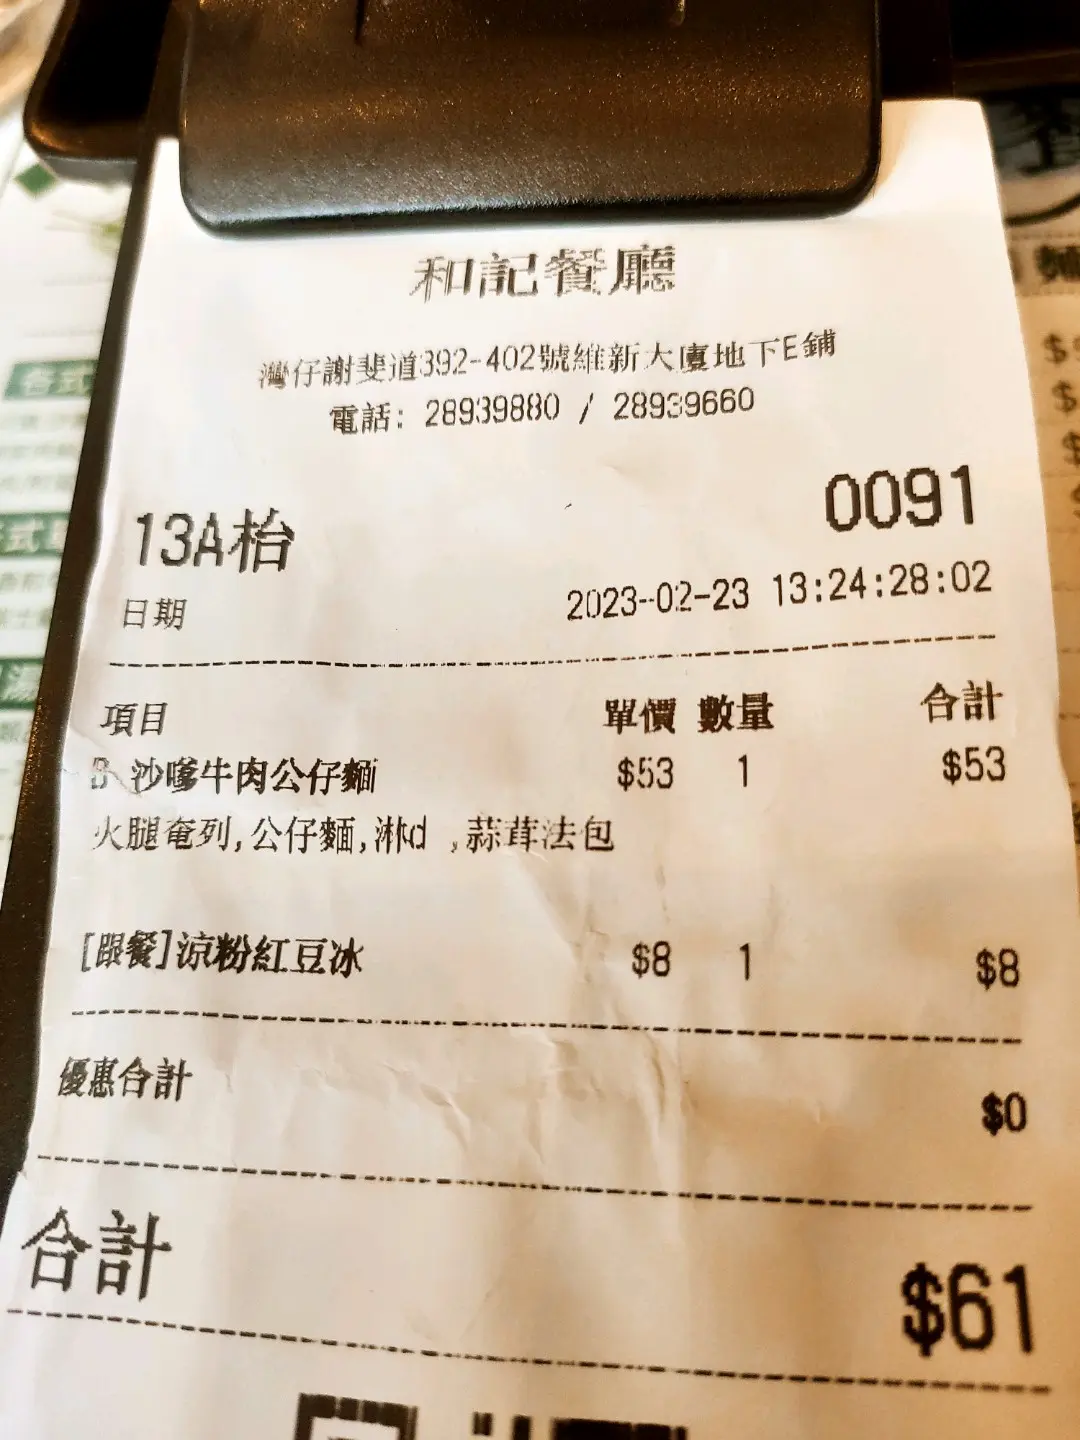 和記餐廳
灣仔謝斐道392-402號維新大廈地下E鋪
電話: 28939880 / 28939660
0091
13A枱
日期 2023-02-23 13:24:28:02
項目 單價 數量 合計
B 沙嗲牛肉公仔麵 $53 1 $53
火腿奄列,公仔麵,淋d ,蒜茸法包
[跟餐]涼粉紅豆冰 $8 1 $8
優惠合計 $0
合計 $61